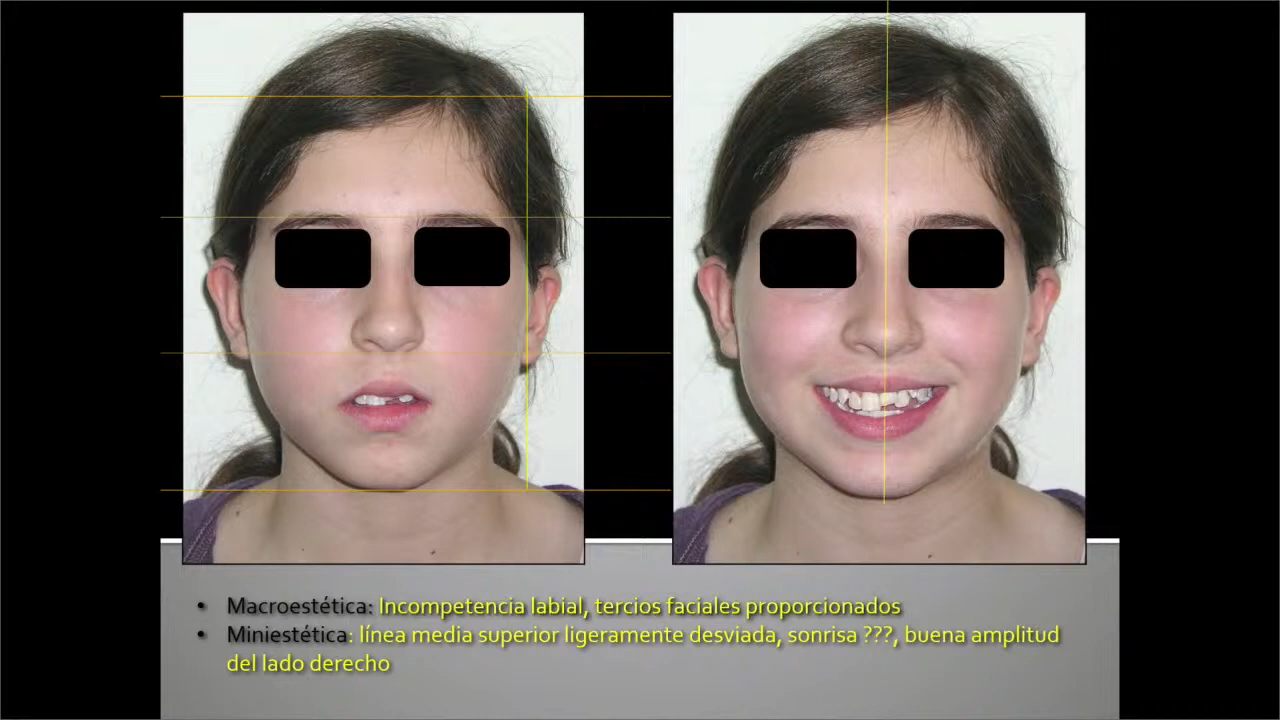 • Macroestética: Incompetencia labial, tercios faciales proporcionados
• Miniestética: línea media superior ligeramente desviada, sonrisa ???, buena amplitud
del lado derecho